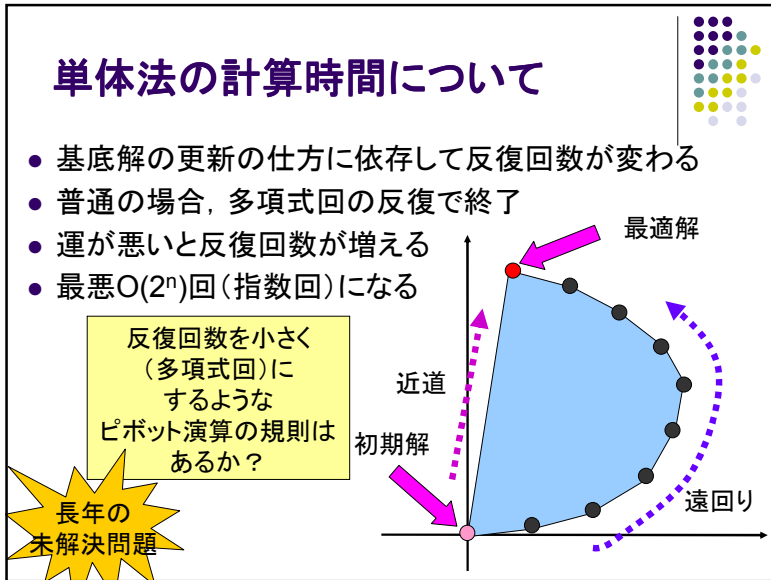 単体法の計算時間について
● 基底解の更新の仕方に依存して反復回数が変わる
● 普通の場合，多項式回の反復で終了
● 運が悪いと反復回数が増える
● 最悪O(2ⁿ)回（指数回）になる
最適解
反復回数を小さく
（多項式回）に
するような
ピボット演算の規則は
あるか？
近道
初期解
長年の
未解決問題
遠回り